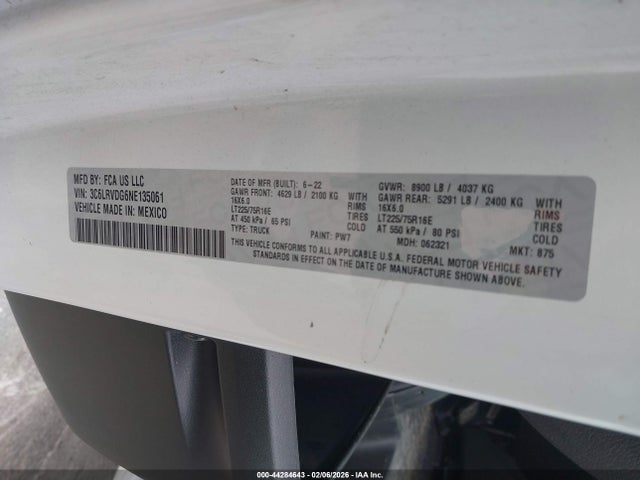 MFD BY: FCA US LLC
VIN: 3C6LRVDG6NE135061
VEHICLE MADE IN: MEXICO
DATE OF MFR (BUILT): 6-22
GAWR FRONT: 4629 LB / 2100 KG WITH
16X6.0 RIMS
LT225/75R16E TIRES
AT 450 kPa / 65 PSI COLD
TYPE: TRUCK PAINT: PW7
GVWR: 8900 LB / 4037 KG
GAWR REAR: 5291 LB / 2400 KG WITH
16X6.0 RIMS
LT225/75R16E TIRES
AT 550 kPa / 80 PSI COLD
MDH: 062321 MKT: 875
THIS VEHICLE CONFORMS TO ALL APPLICABLE U.S.A. FEDERAL MOTOR VEHICLE SAFETY
STANDARDS IN EFFECT ON THE DATE OF MANUFACTURE SHOWN ABOVE.
000-44284643 - 02/06/2026 - IAA Inc.